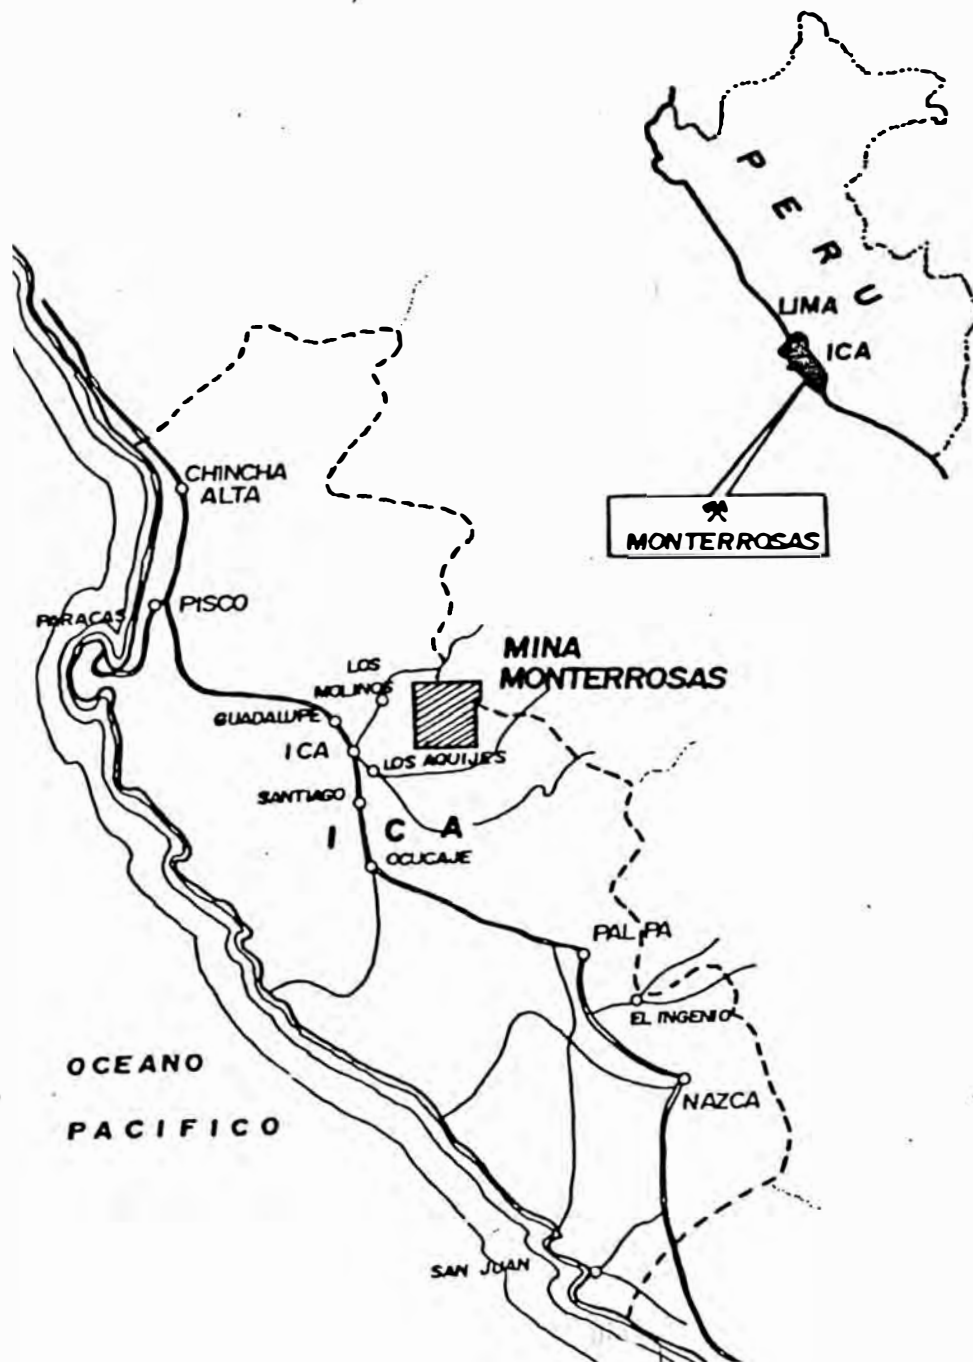 PERU
LIMA
ICA
MONTERROSAS
CHINCHA
ALTA
PARACAS
PISCO
LOS
MOLINOS
MINA
MONTERROSAS
GUADALUPE
ICA
LOS AQUIJES
SANTIAGO
I C A
OCUCAJE
PALPA
EL INGENIO
NAZCA
OCEANO
PACIFICO
SAN JUAN